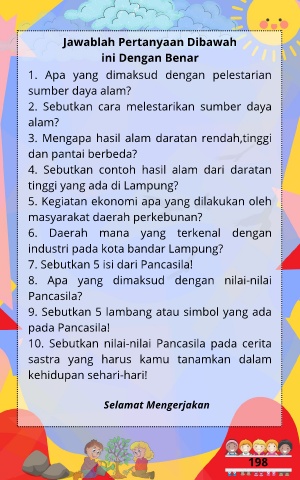 Jawablah Pertanyaan Dibawah
ini Dengan Benar
1. Apa yang dimaksud dengan pelestarian
sumber daya alam?
2. Sebutkan cara melestarikan sumber daya
alam?
3. Mengapa hasil alam daratan rendah,tinggi
dan pantai berbeda?
4. Sebutkan contoh hasil alam dari daratan
tinggi yang ada di Lampung?
5. Kegiatan ekonomi apa yang dilakukan oleh
masyarakat daerah perkebunan?
6. Daerah mana yang terkenal dengan
industri pada kota bandar Lampung?
7. Sebutkan 5 isi dari Pancasila!
8. Apa yang dimaksud dengan nilai-nilai
Pancasila?
9. Sebutkan 5 lambang atau simbol yang ada
pada Pancasila!
10. Sebutkan nilai-nilai Pancasila pada cerita
sastra yang harus kamu tanamkan dalam
kehidupan sehari-hari!
Selamat Mengerjakan
198